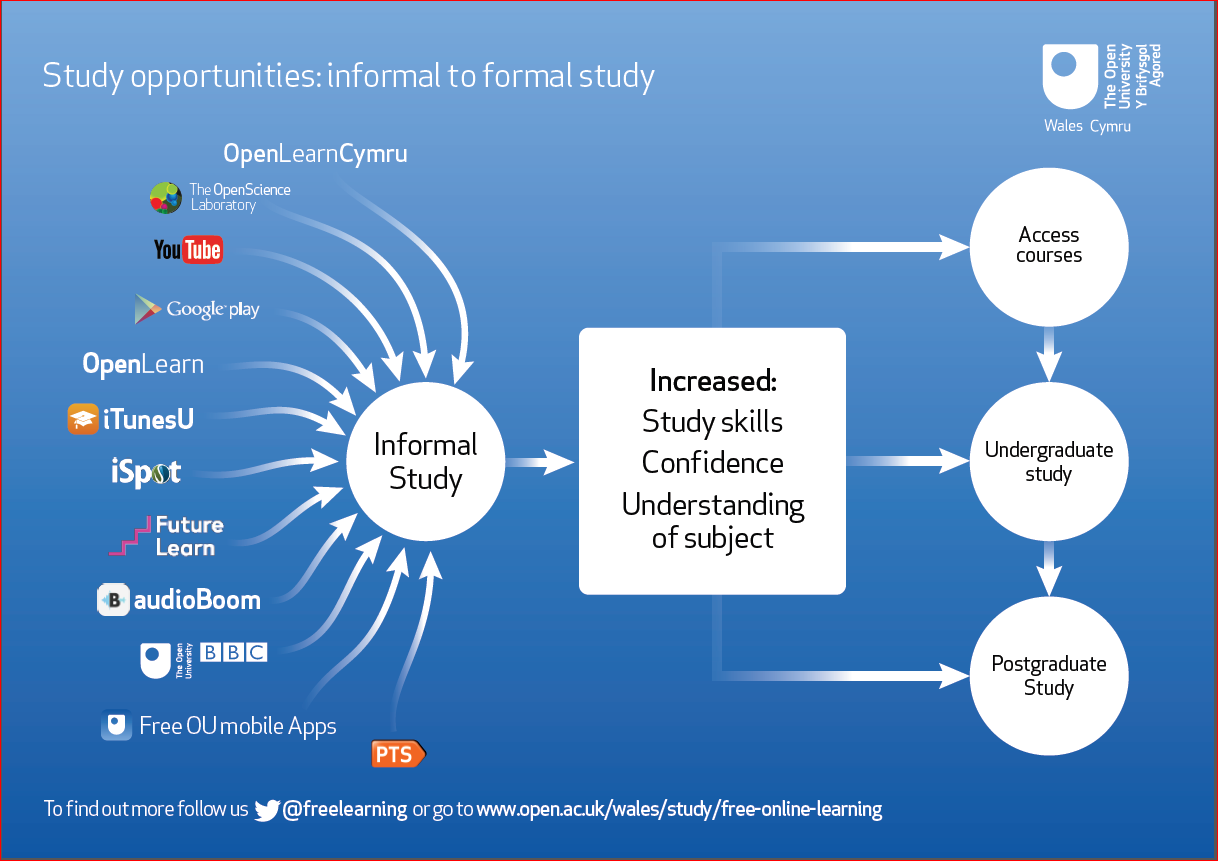 Study opportunities: informal to formal study
The Open
University
Y Brifysgol
Agored
Wales Cymru
OpenLearnCymru
The OpenScience
Laboratory
YouTube
Google play
OpenLearn
iTunesU
iSpot
Future
Learn
B audioBoom
The Open
University
BBC
Free OU mobile Apps
PTS
Informal
Study
Increased:
Study skills
Confidence
Understanding
of subject
Access
courses
Undergraduate
study
Postgraduate
Study
To find out more follow us @freelearning or go to www.open.ac.uk/wales/study/free-online-learning